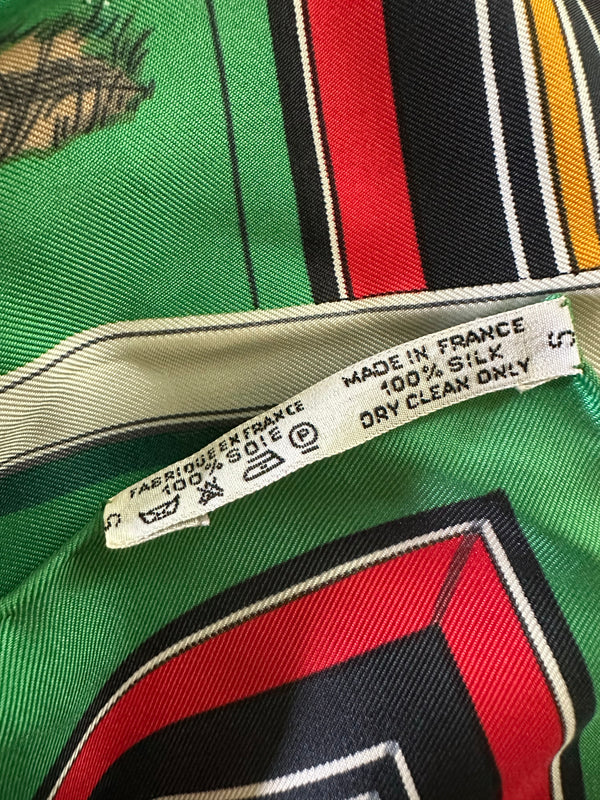 FABRIQUE EN FRANCE
100% SOIE
MADE IN FRANCE
100% SILK
DRY CLEAN ONLY
P